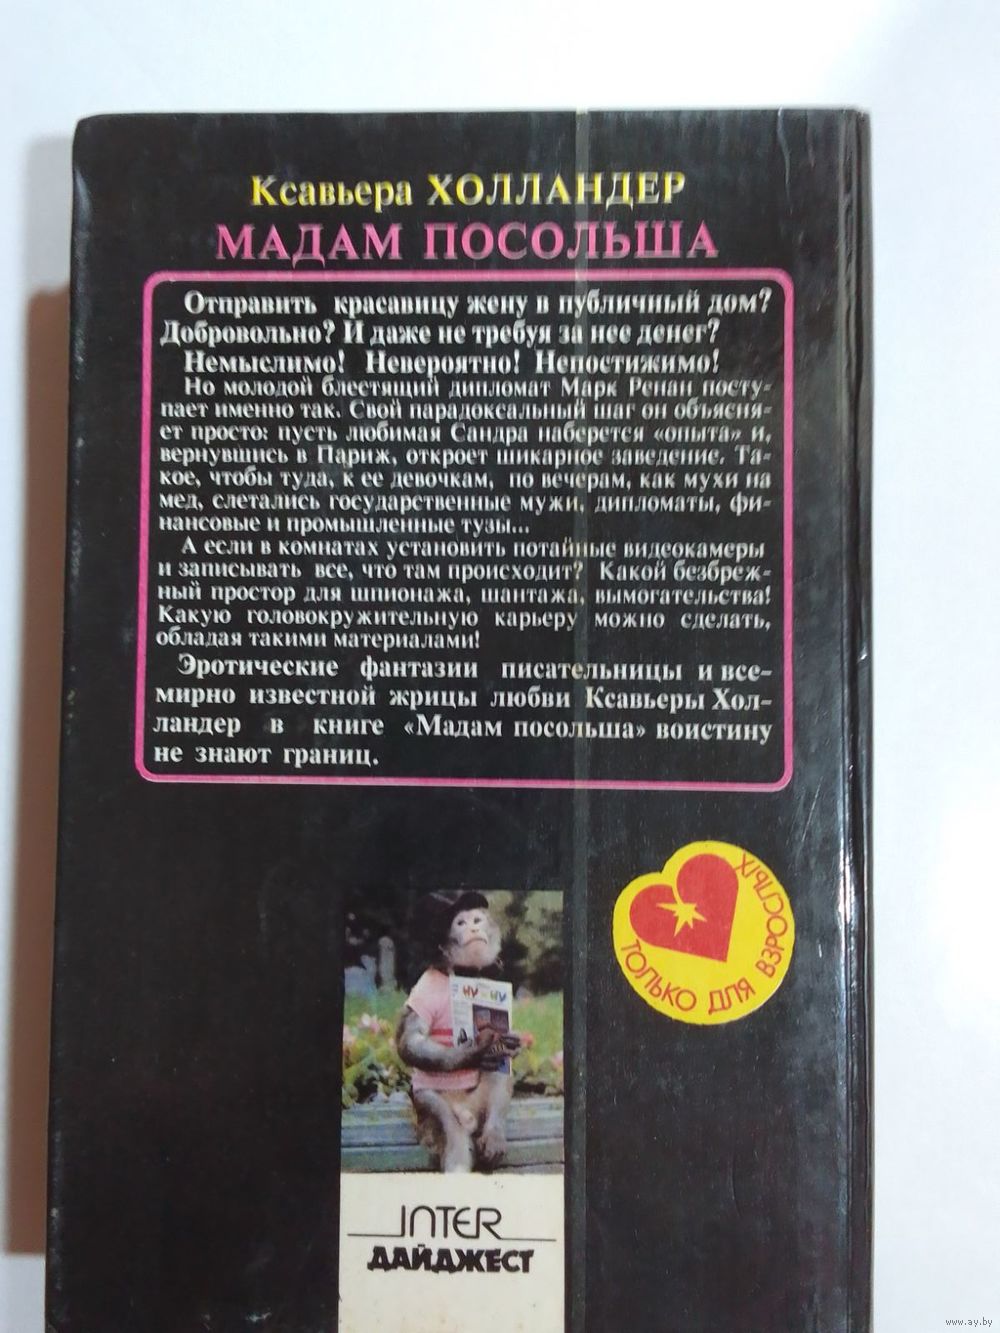 Ксавьера ХОЛЛАНДЕР
МАДАМ ПОСОЛЬША
Отправить красавицу жену в публичный дом?
Добровольно? И даже не требуя за нее денег?
Немыслимо! Невероятно! Непостижимо!
Но молодой блестящий дипломат Марк Ренан посту-
пает именно так. Свой парадоксальный шаг он объясня-
ет просто: пусть любимая Сандра наберется «опыта» и,
вернувшись в Париж, откроет шикарное заведение. Та-
кое, чтобы туда, к ее девочкам, по вечерам, как мухи на
мед, слетались государственные мужи, дипломаты, фи-
нансовые и промышленные тузы...
А если в комнатах установить потайные видеокамеры
и записывать все, что там происходит? Какой безбреж-
ный простор для шпионажа, шантажа, вымогательства!
Какую головокружительную карьеру можно сделать,
обладая такими материалами!
Эротические фантазии писательницы и все-
мирно известной жрицы любви Ксавьеры Хол-
ландер в книге «Мадам посольша» воистину
не знают границ.
ТОЛЬКО ДЛЯ ВЗРОСЛЫХ
INTER
ДАЙДЖЕСТ
www.ay.by